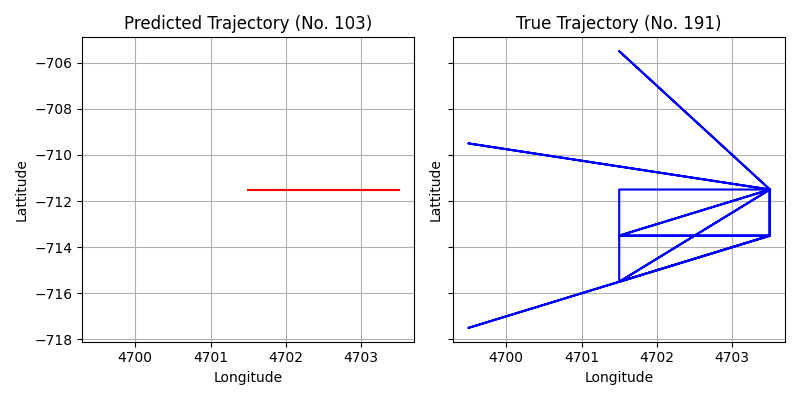 Predicted Trajectory (No. 103)
True Trajectory (No. 191)
−706
−708
−710
−712
−714
−716
−718
Lattitude
Lattitude
4700 4701 4702 4703
4700 4701 4702 4703
Longitude
Longitude